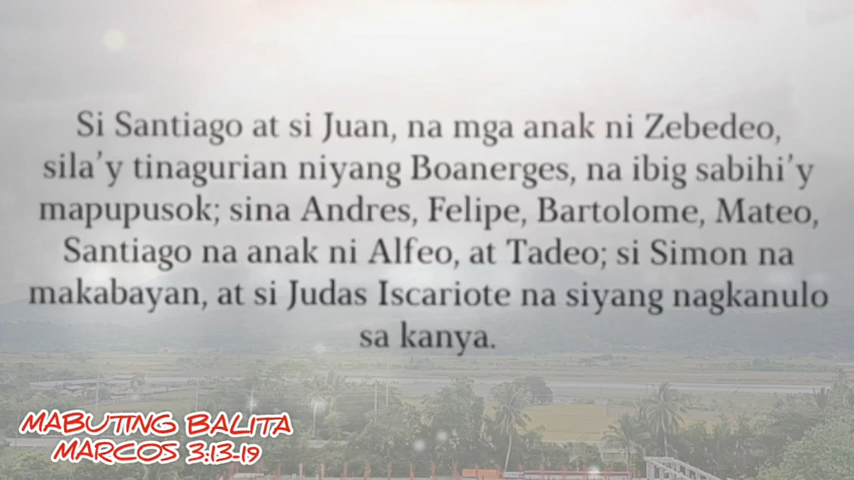 Si Santiago at si Juan, na mga anak ni Zebedeo,
sila'y tinagurian niyang Boanerges, na ibig sabihi'y
mapupusok; sina Andres, Felipe, Bartolome, Mateo,
Santiago na anak ni Alfeo, at Tadeo; si Simon na
makabayan, at si Judas Iscariote na siyang nagkanulo
sa kanya.
MABUTING BALITA
MARCOS 3:13-19